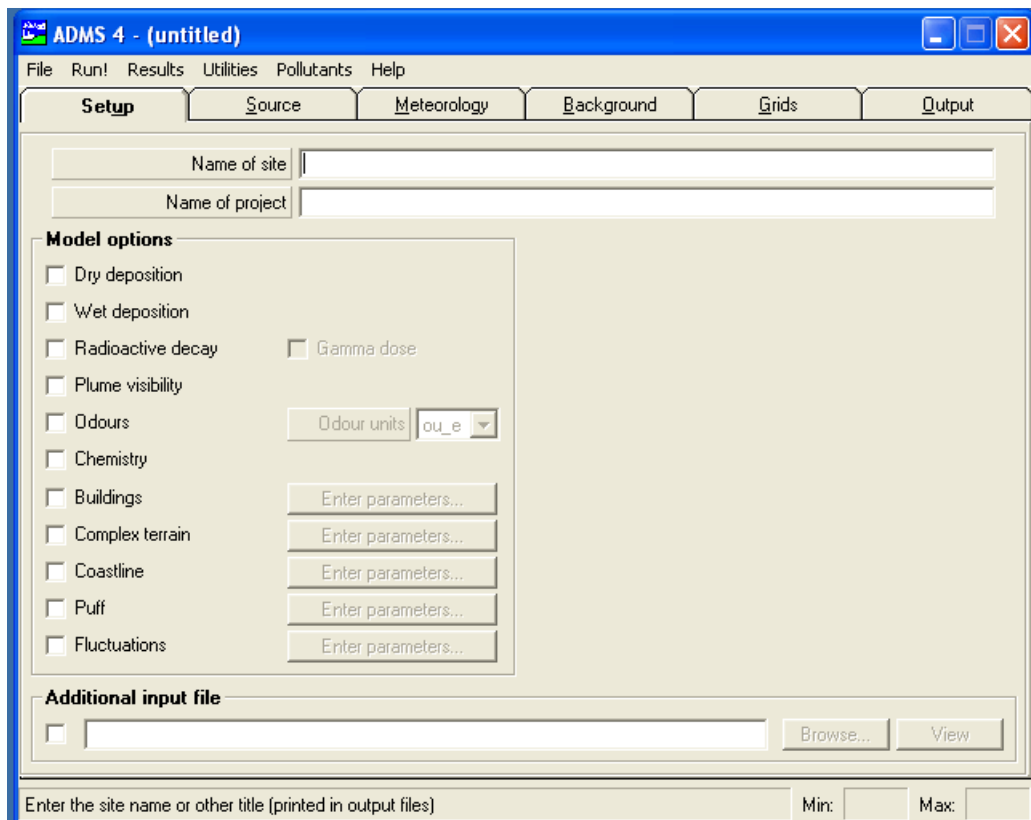 ADMS 4 - (untitled)
File Run! Results Utilities Pollutants Help
Setup Source Meteorology Background Grids Output
Name of site
Name of project
Model options
Dry deposition
Wet deposition
Radioactive decay Gamma dose
Plume visibility
Odours Odour units ou_e
Chemistry
Buildings Enter parameters...
Complex terrain Enter parameters...
Coastline Enter parameters...
Puff Enter parameters...
Fluctuations Enter parameters...
Additional input file
Browse... View
Enter the site name or other title (printed in output files) Min: Max: